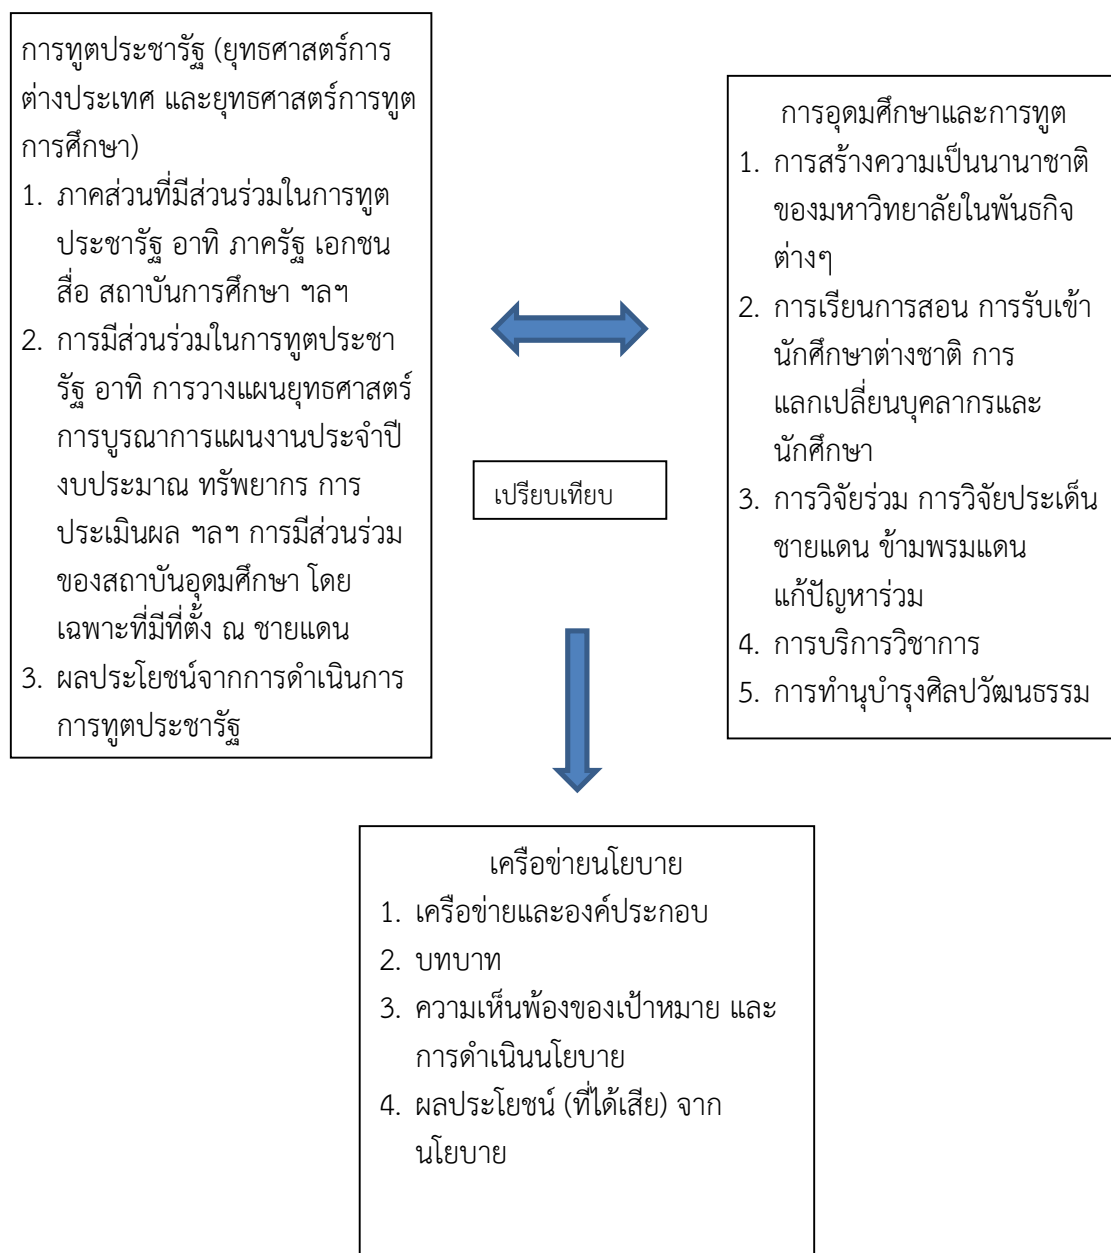 การทูตประชารัฐ (ยุทธศาสตร์การ
ต่างประเทศ และยุทธศาสตร์การทูต
การศึกษา)
1. ภาคส่วนที่มีส่วนร่วมในการทูต
ประชารัฐ อาทิ ภาครัฐ เอกชน
สื่อ สถาบันการศึกษา ฯลฯ
2. การมีส่วนร่วมในการทูตประชา
รัฐ อาทิ การวางแผนยุทธศาสตร์
การบูรณาการแผนงานประจำปี
งบประมาณ ทรัพยากร การ
ประเมินผล ฯลฯ การมีส่วนร่วม
ของสถาบันอุดมศึกษา โดย
เฉพาะที่มีที่ตั้ง ณ ชายแดน
3. ผลประโยชน์จากการดำเนินการ
การทูตประชารัฐ
เปรียบเทียบ
การอุดมศึกษาและการทูต
1. การสร้างความเป็นนานาชาติ
ของมหาวิทยาลัยในพันธกิจ
ต่างๆ
2. การเรียนการสอน การรับเข้า
นักศึกษาต่างชาติ การ
แลกเปลี่ยนบุคลากรและ
นักศึกษา
3. การวิจัยร่วม การวิจัยประเด็น
ชายแดน ข้ามพรมแดน
แก้ปัญหาร่วม
4. การบริการวิชาการ
5. การทำนุบำรุงศิลปวัฒนธรรม
เครือข่ายนโยบาย
1. เครือข่ายและองค์ประกอบ
2. บทบาท
3. ความเห็นพ้องของเป้าหมาย และ
การดำเนินนโยบาย
4. ผลประโยชน์ (ที่ได้เสีย) จาก
นโยบาย